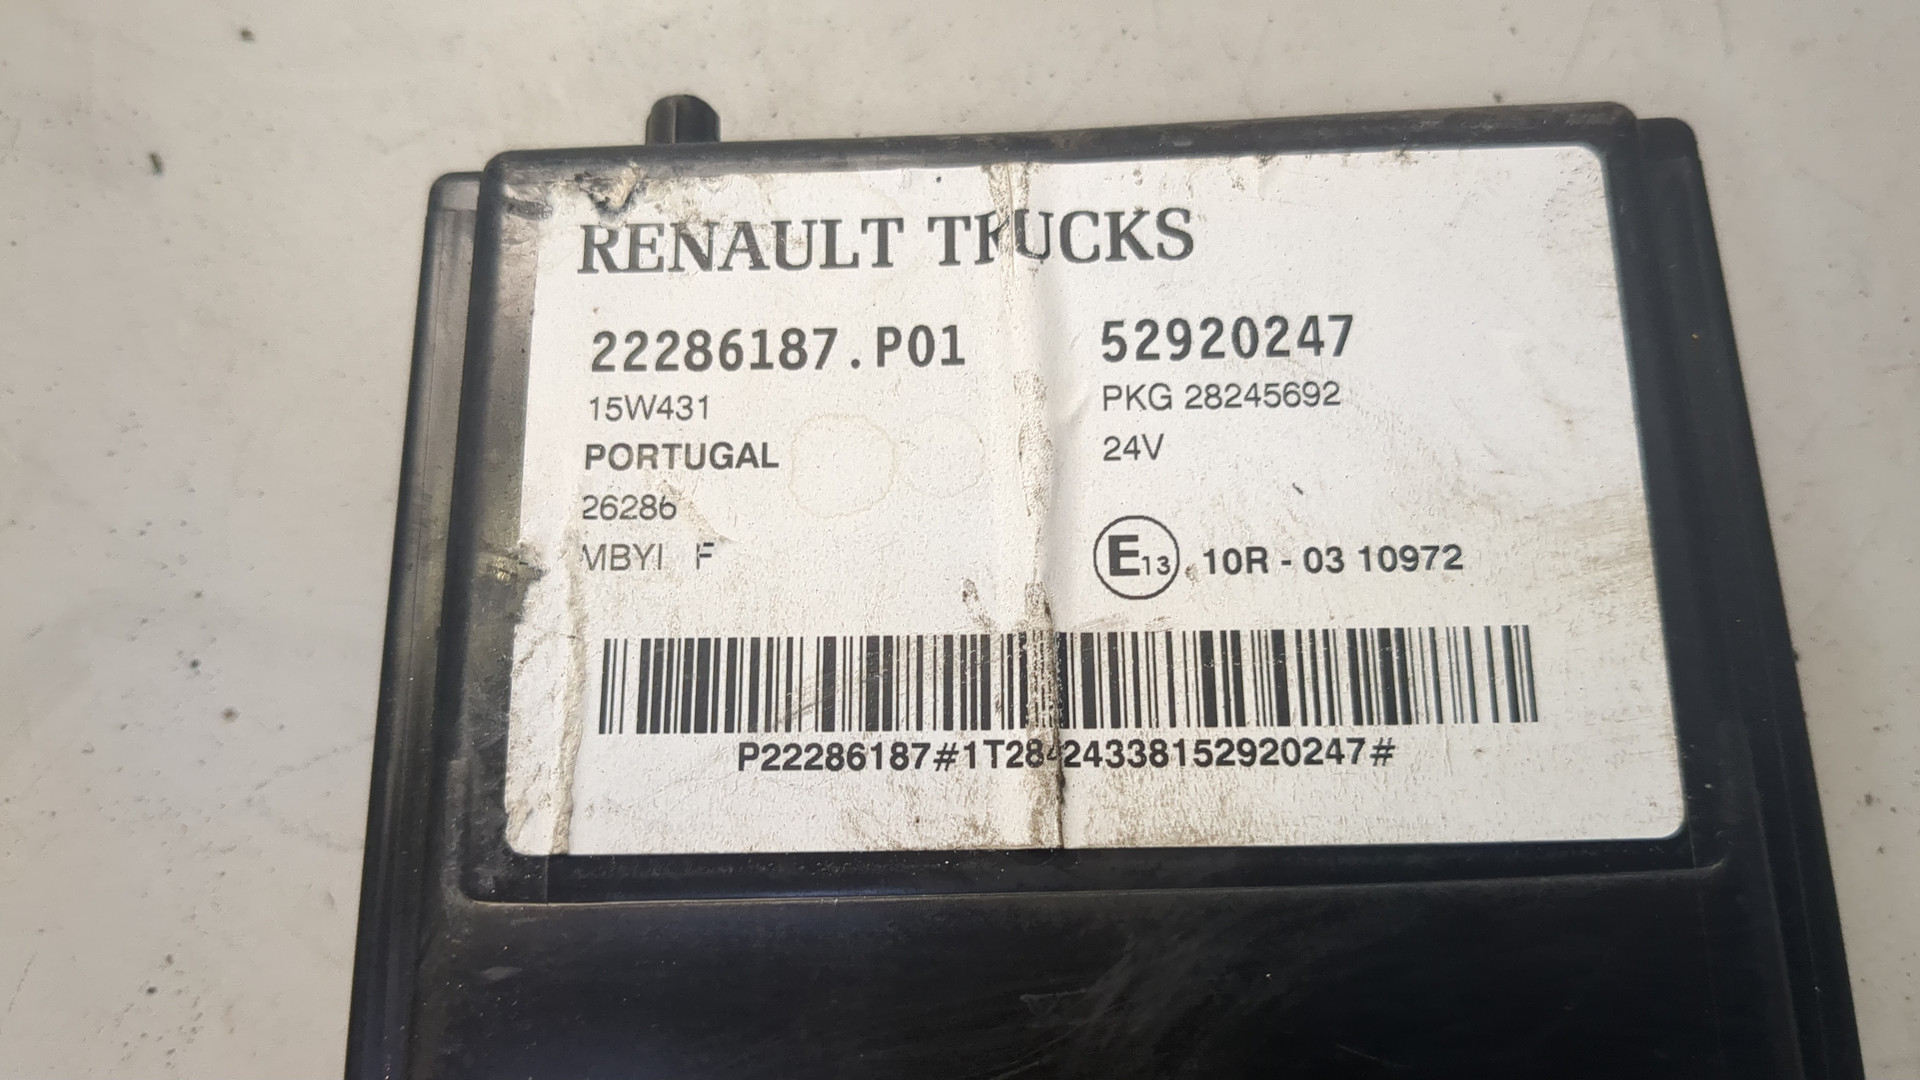 RENAULT TRUCKS
22286187.P01 52920247
15W431 PKG 28245692
PORTUGAL 24V
26286
MBYI F
E13 10R - 03 10972
P22286187#1T28424338152920247#